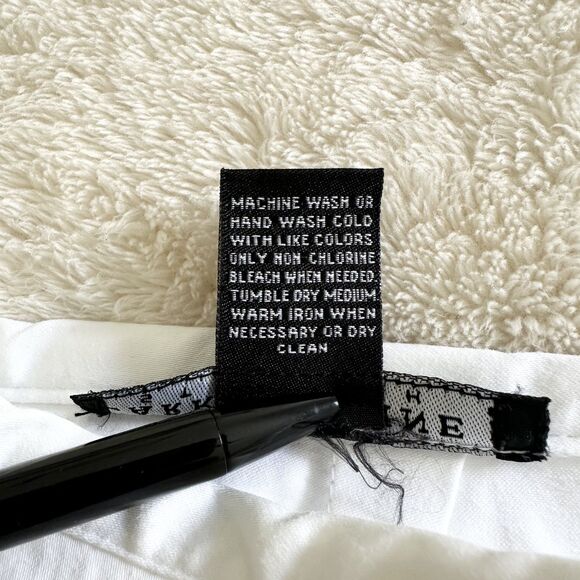 MACHINE WASH OR
HAND WASH COLD
WITH LIKE COLORS
ONLY NON CHLORINE
BLEACH WHEN NEEDED.
TUMBLE DRY MEDIUM
WARM IRON WHEN
NECESSARY OR DRY
CLEAN